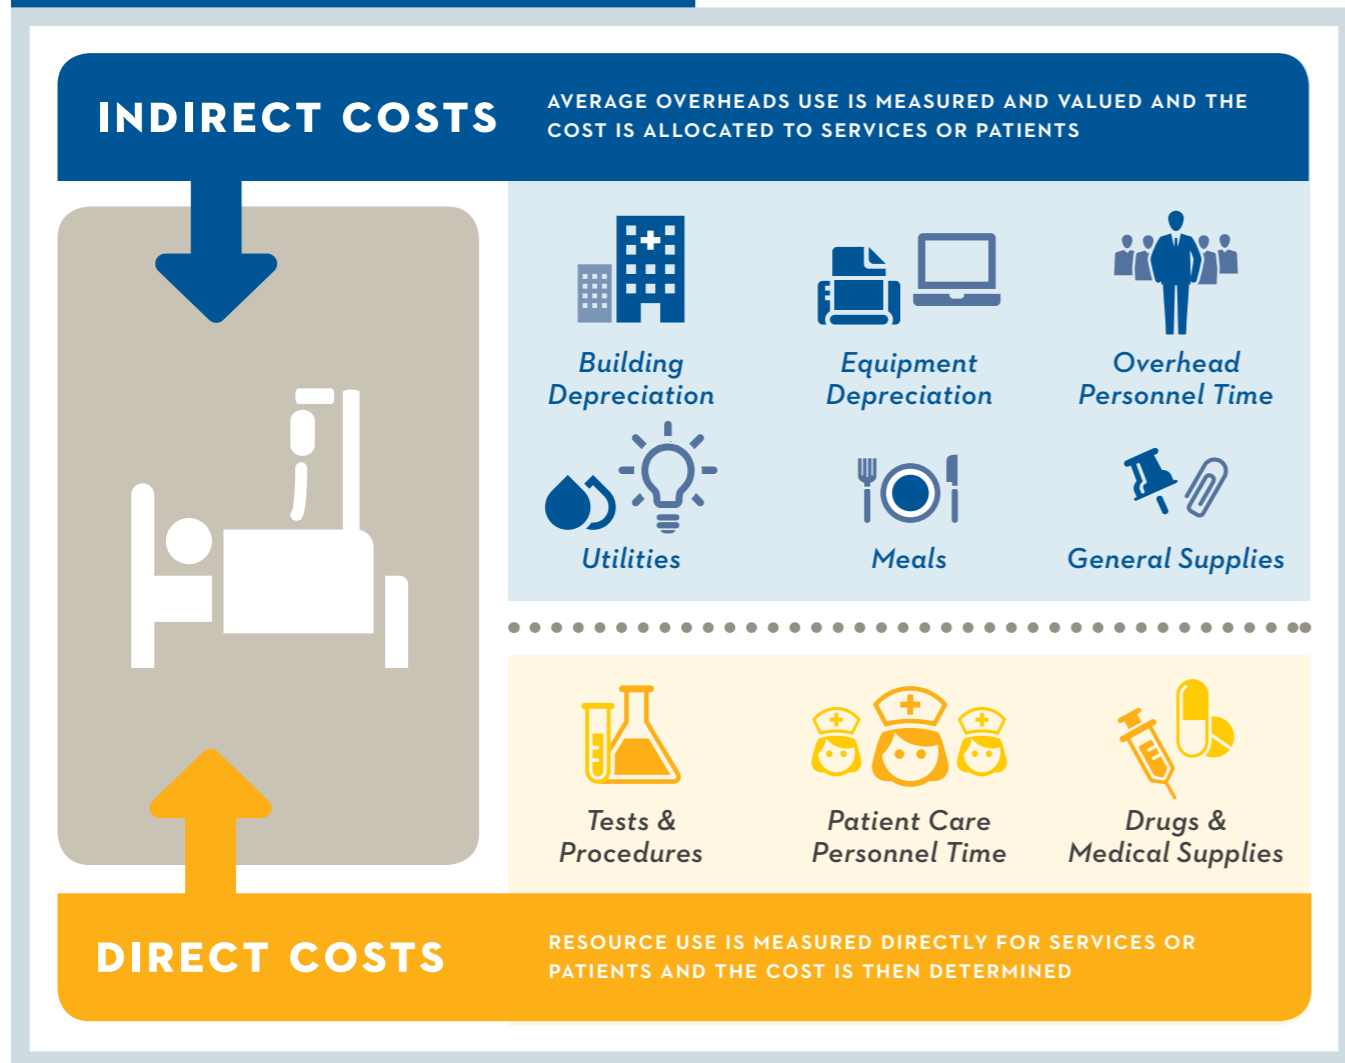 INDIRECT COSTS
AVERAGE OVERHEADS USE IS MEASURED AND VALUED AND THE
COST IS ALLOCATED TO SERVICES OR PATIENTS
Building
Depreciation
Equipment
Depreciation
Overhead
Personnel Time
Utilities
Meals
General Supplies
Tests &
Procedures
Patient Care
Personnel Time
Drugs &
Medical Supplies
DIRECT COSTS
RESOURCE USE IS MEASURED DIRECTLY FOR SERVICES OR
PATIENTS AND THE COST IS THEN DETERMINED